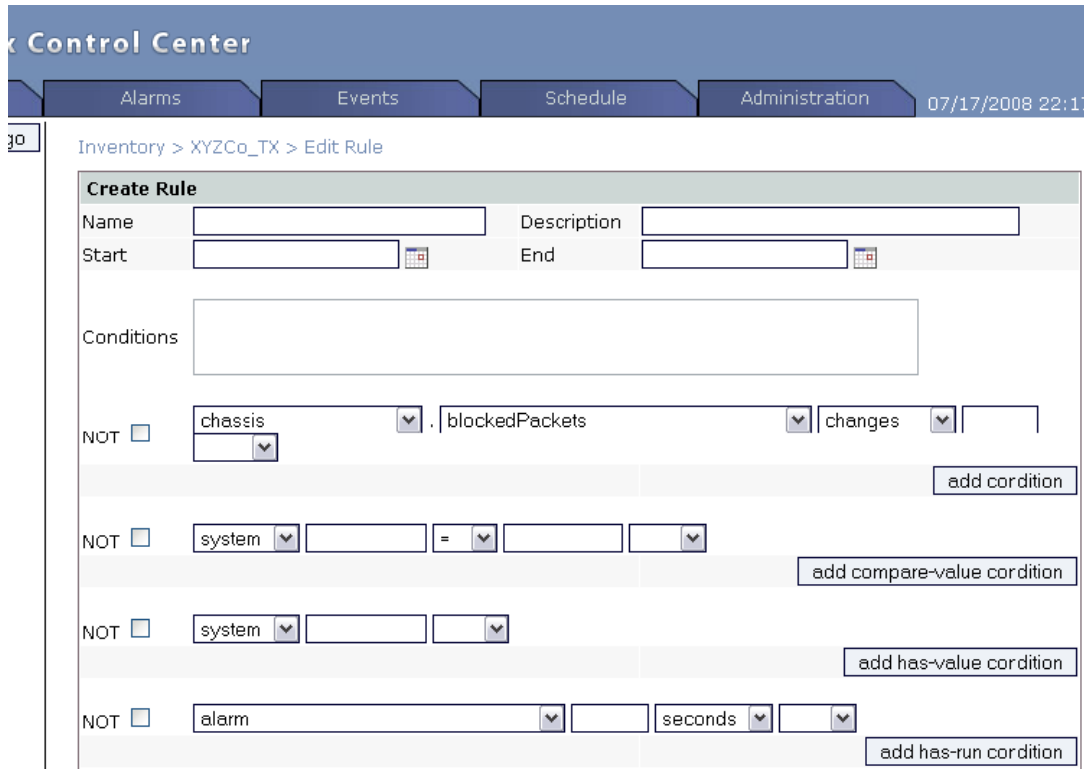 x Control Center
Alarms Events Schedule Administration 07/17/2008 22:17
go
Inventory > XYZCo_TX > Edit Rule
Create Rule
Name Description
Start End
Conditions
NOT chassis . blockedPackets changes
add cordition
NOT system =
add compare-value cordition
NOT system
add has-value cordition
NOT alarm seconds
add has-run cordition